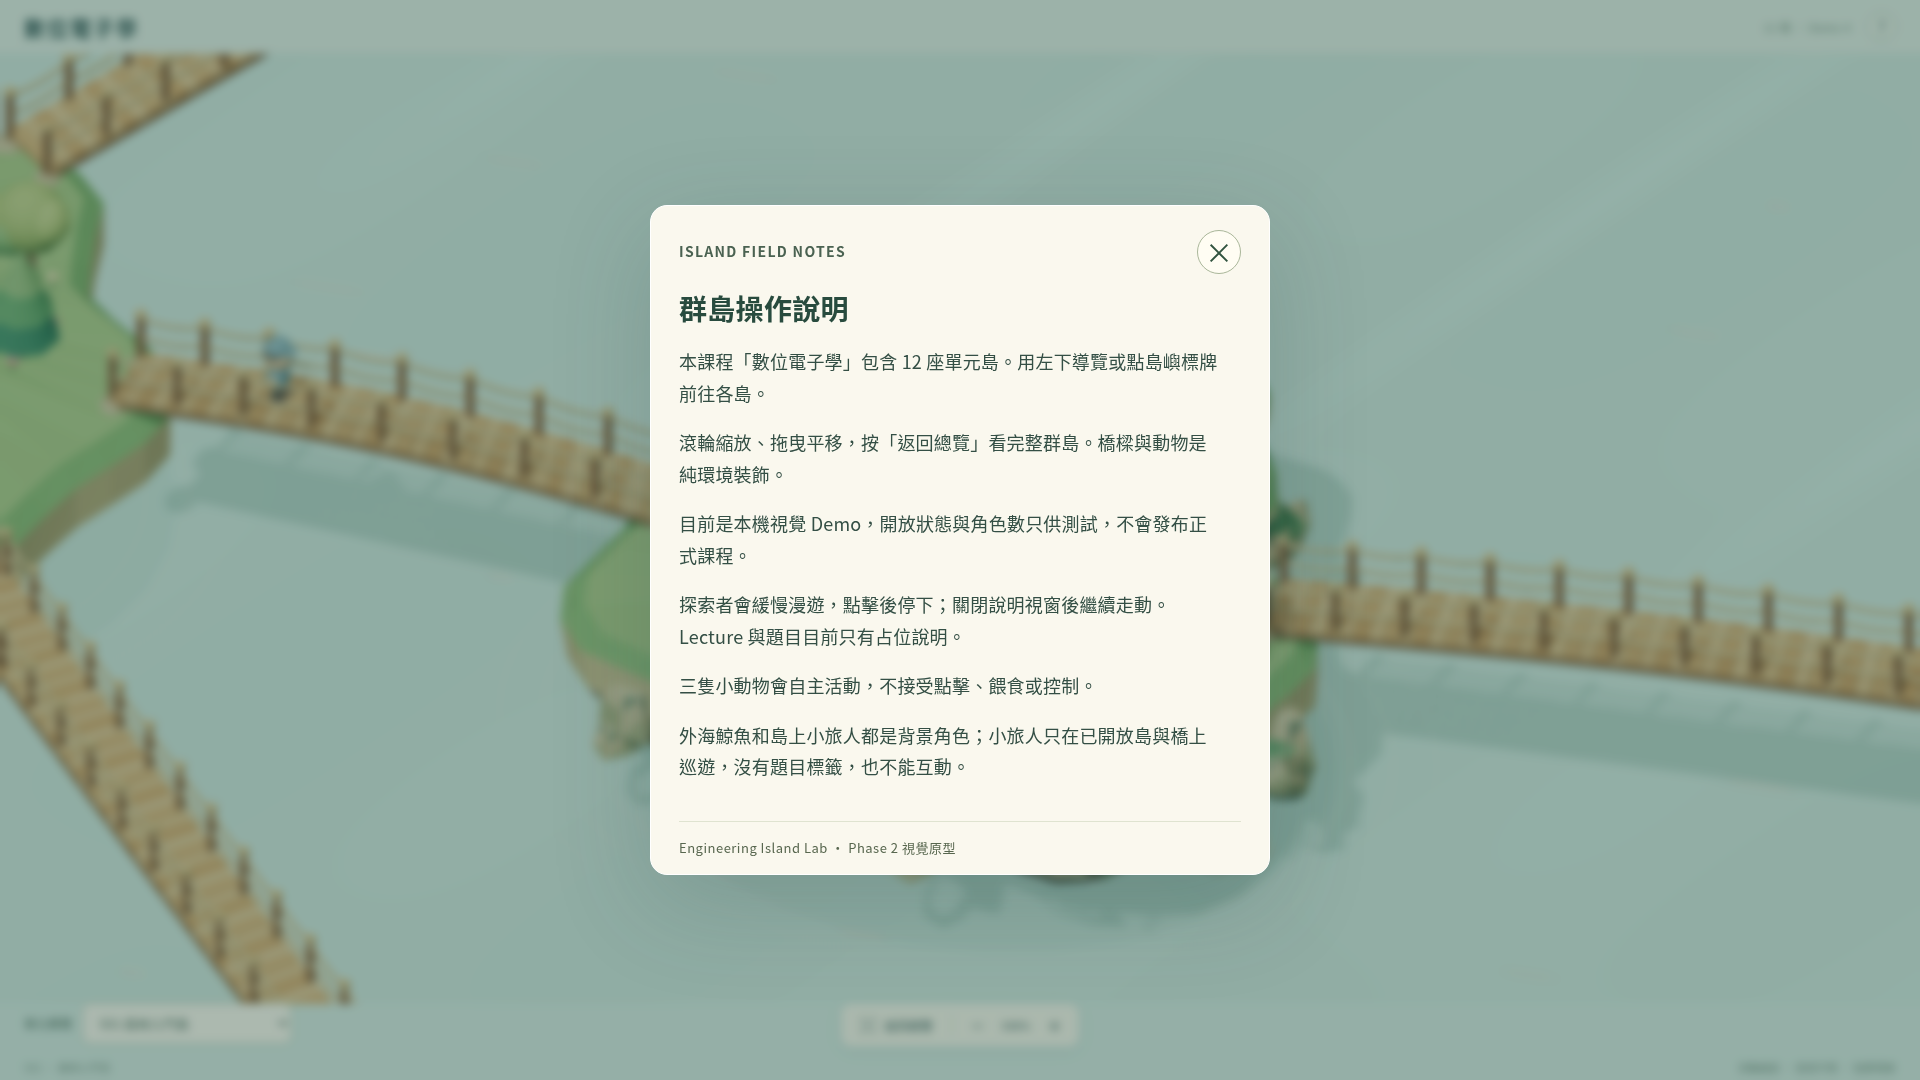 ISLAND FIELD NOTES
群島操作說明
本課程「數位電子學」包含 12 座單元島。用左下導覽或點島嶼標牌
前往各島。
滾輪縮放、拖曳平移，按「返回總覽」看完整群島。橋樑與動物是
純環境裝飾。
目前是本機視覺 Demo，開放狀態與角色數只供測試，不會發布正
式課程。
探索者會緩慢漫遊，點擊後停下；關閉說明視窗後繼續走動。
Lecture 與題目目前只有占位說明。
三隻小動物會自主活動，不接受點擊、餵食或控制。
外海鯨魚和島上小旅人都是背景角色；小旅人只在已開放島與橋上
巡遊，沒有題目標籤，也不能互動。
Engineering Island Lab · Phase 2 視覺原型